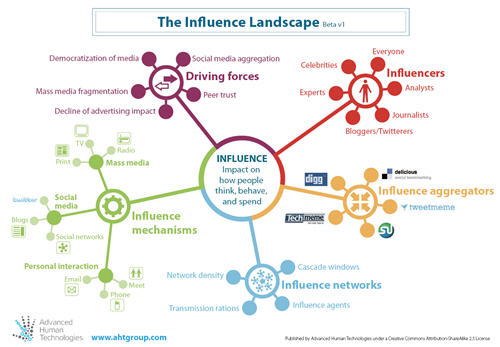 The Influence Landscape Beta v1
Democratization of media
Social media aggregation
Driving forces
Mass media fragmentation
Peer trust
Decline of advertising impact
Everyone
Celebrities
Influencers
Experts
Analysts
Journalists
Bloggers/Twitterers
TV
Radio
Print
Mass media
INFLUENCE
Impact on
how people
think, behave,
and spend
digg
delicious
social bookmarking
Influence aggregators
tweetmeme
Techmeme
twitter
Social
media
Blogs
Social networks
Influence
mechanisms
Personal interaction
Email
Meet
Phone
Network density
Cascade windows
Influence networks
Transmission rations
Influence agents
Advanced
Human
Technologies
www.ahtgroup.com
Published by Advanced Human Technologies under a Creative Commons Attribution-ShareAlike 2.5 License